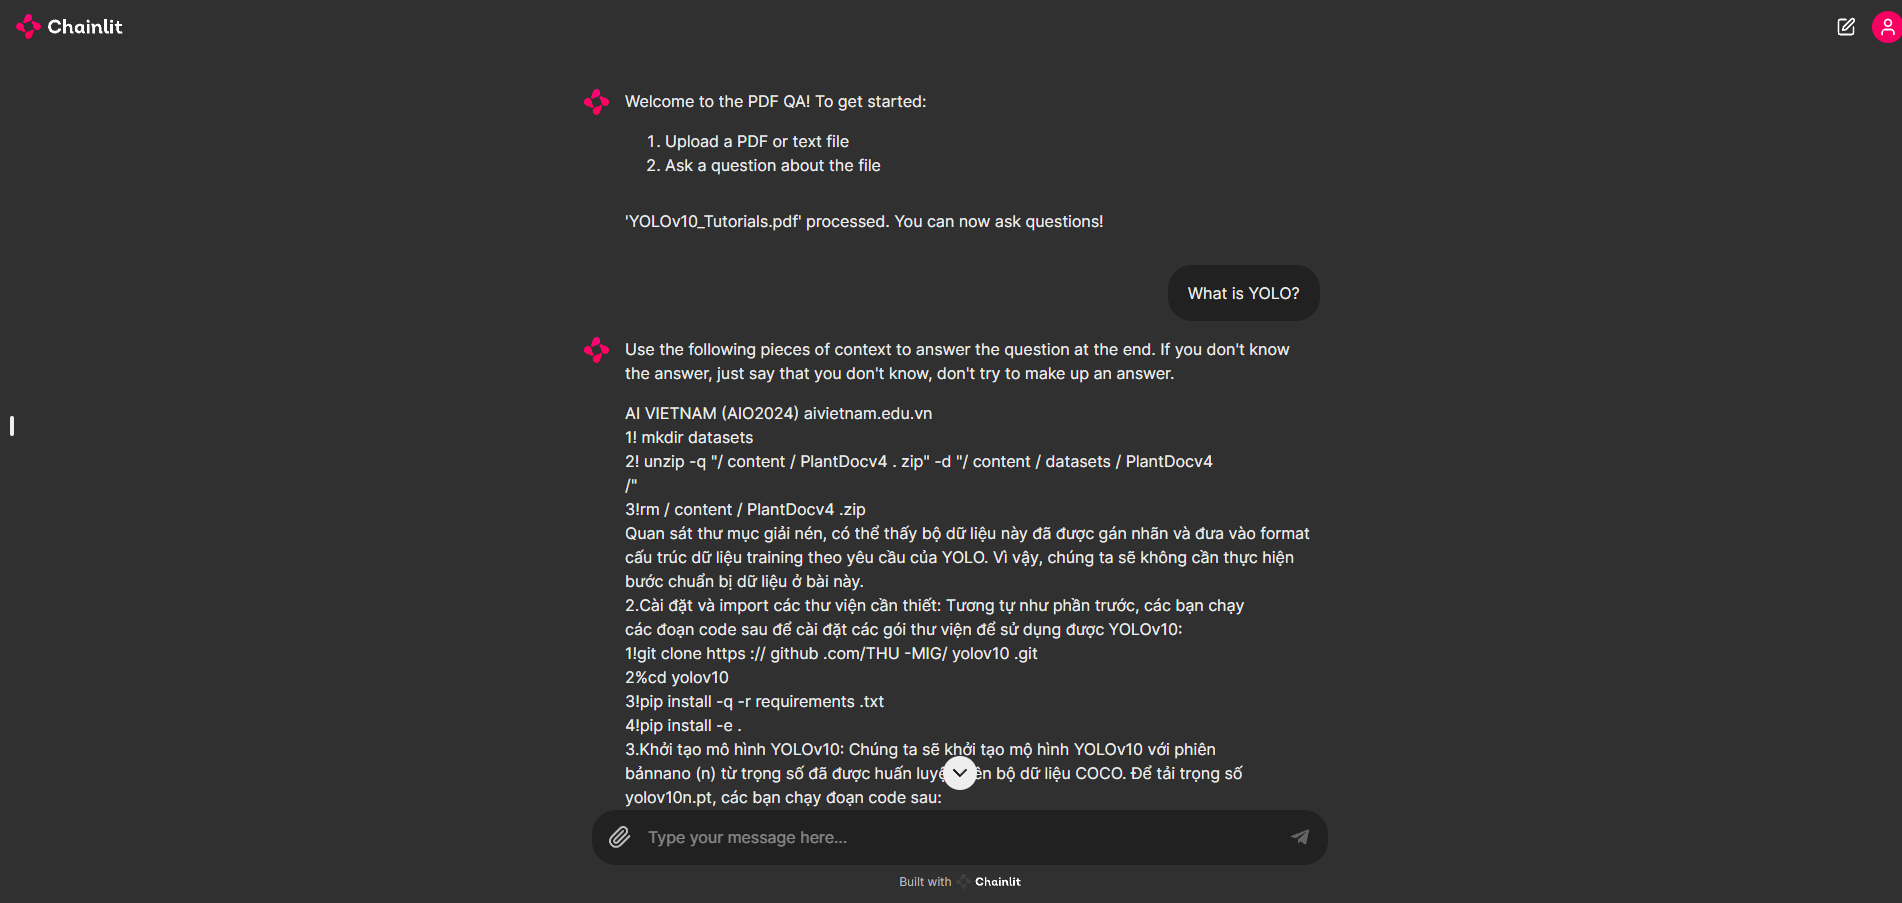 Chainlit
Welcome to the PDF QA! To get started:
1. Upload a PDF or text file
2. Ask a question about the file
'YOLOv10_Tutorials.pdf' processed. You can now ask questions!
What is YOLO?
Use the following pieces of context to answer the question at the end. If you don't know
the answer, just say that you don't know, don't try to make up an answer.
AI VIETNAM (AIO2024) aivietnam.edu.vn
1! mkdir datasets
2! unzip -q "/ content / PlantDocv4 . zip" -d "/ content / datasets / PlantDocv4
/"
3!rm / content / PlantDocv4 .zip
Quan sát thư mục giải nén, có thể thấy bộ dữ liệu này đã được gán nhãn và đưa vào format
cấu trúc dữ liệu training theo yêu cầu của YOLO. Vì vậy, chúng ta sẽ không cần thực hiện
bước chuẩn bị dữ liệu ở bài này.
2.Cài đặt và import các thư viện cần thiết: Tương tự như phần trước, các bạn chạy
các đoạn code sau để cài đặt các gói thư viện để sử dụng được YOLOv10:
1!git clone https :// github .com/THU -MIG/ yolov10 .git
2%cd yolov10
3!pip install -q -r requirements .txt
4!pip install -e .
3.Khởi tạo mô hình YOLOv10: Chúng ta sẽ khởi tạo mộ hình YOLOv10 với phiên
bảnnano (n) từ trọng số đã được huấn bộ dữ liệu COCO. Để tải trọng số
yolov10n.pt, các bạn chạy đoạn code sau:
Type your message here...
Built with Chainlit